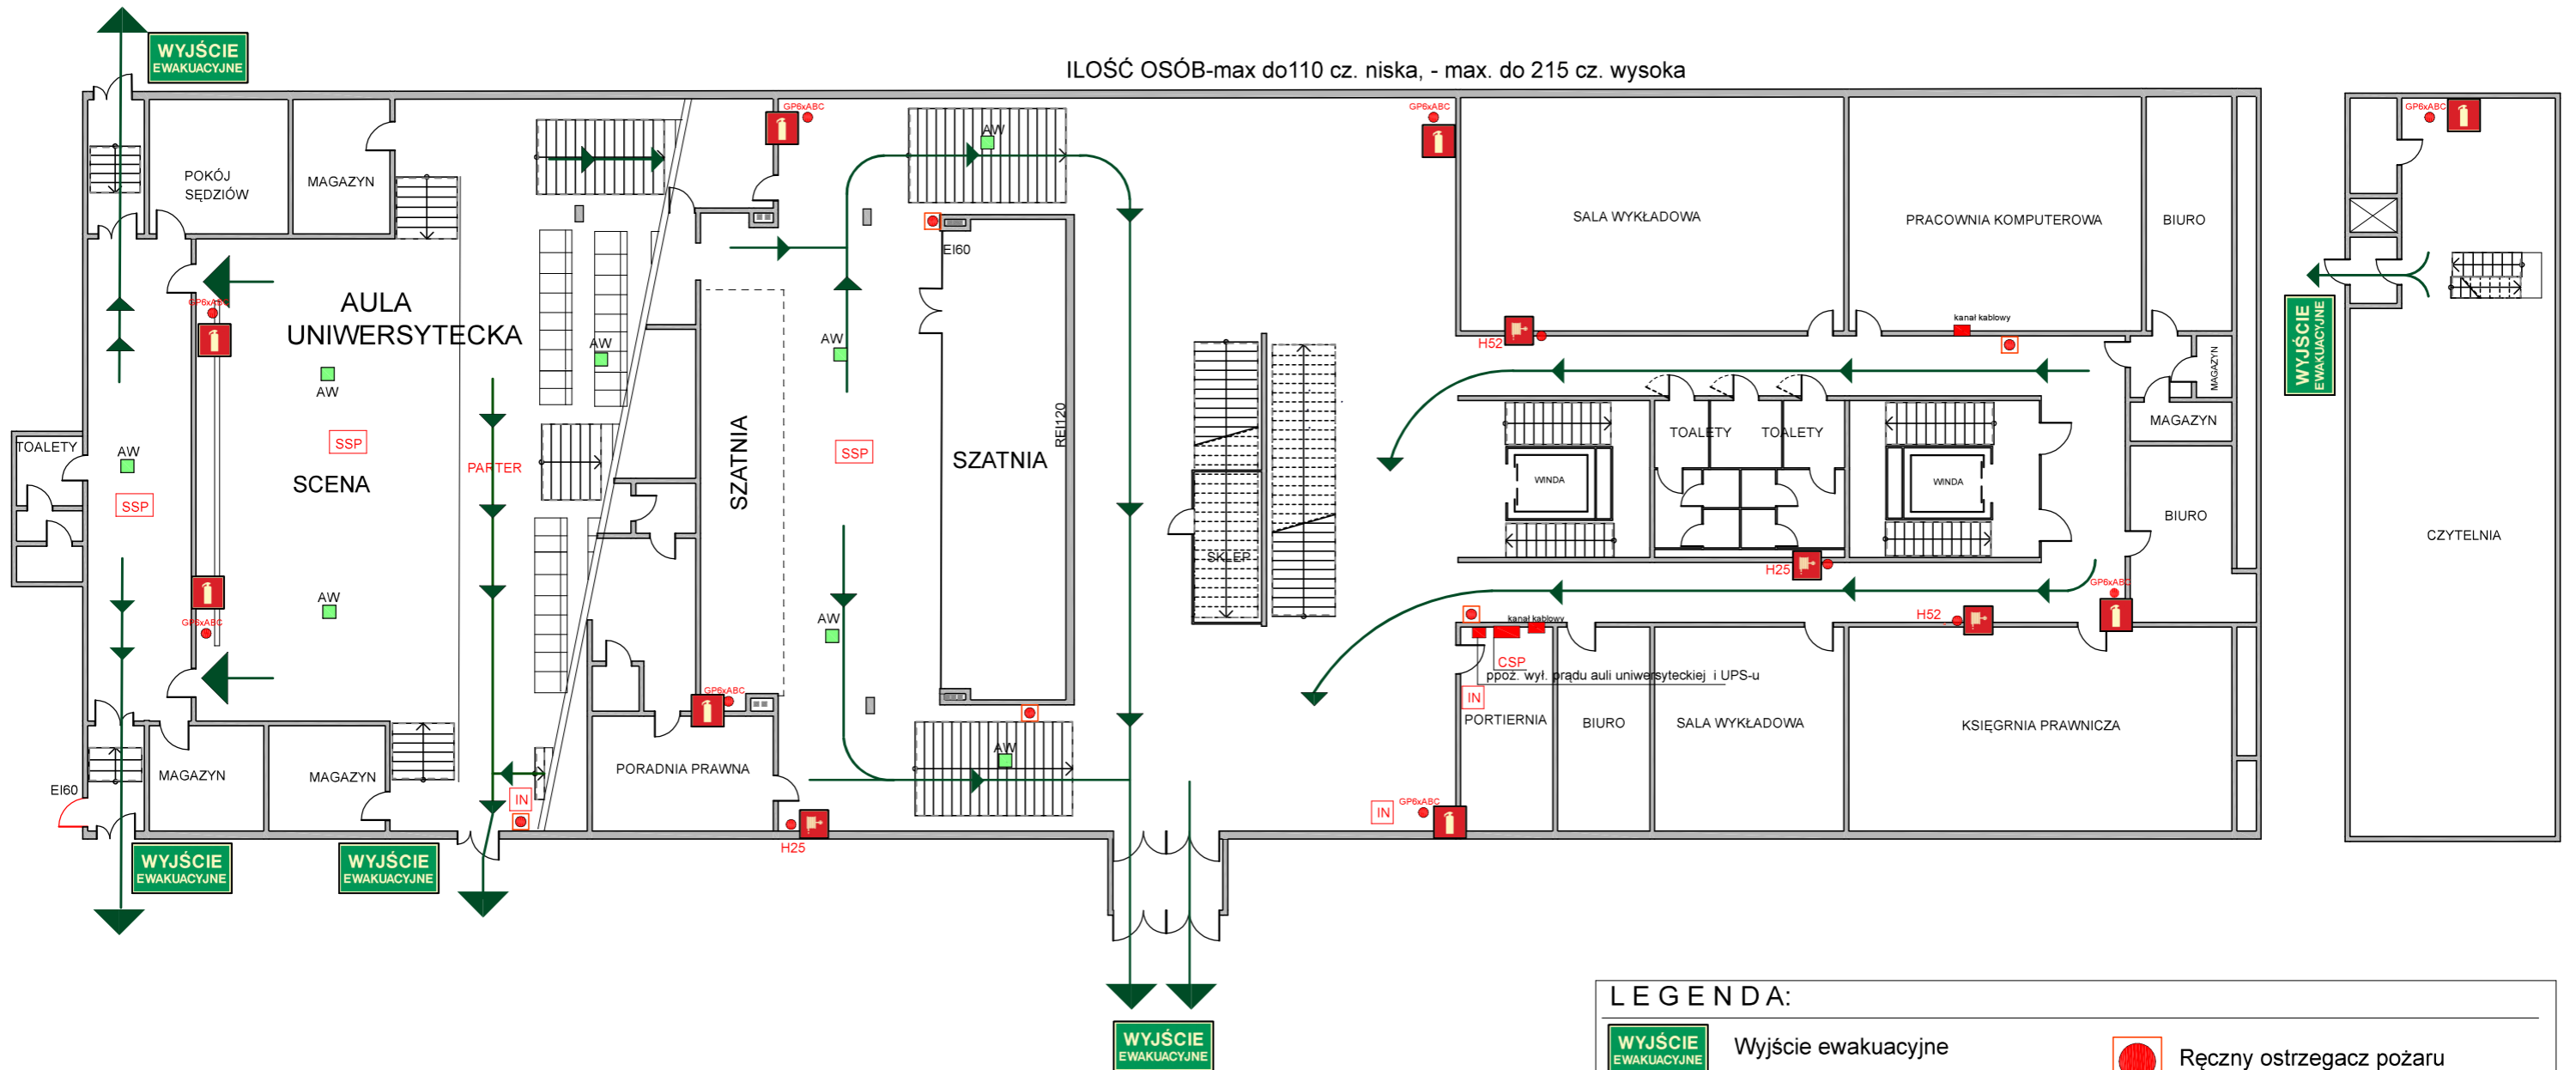 WYJŚCIE
EWAKUACYJNE
ILOŚĆ OSÓB-max do110 cz. niska, - max. do 215 cz. wysoka
GP6xABC
GP6xABC
GP6xABC
AW
POKÓJ
SĘDZIÓW
MAGAZYN
SALA WYKŁADOWA
PRACOWNIA KOMPUTEROWA
BIURO
EI60
GP6xABC
AULA
UNIWERSYTECKA
AW
AW
AW
H52
kanał kablowy
MAGAZYN
WYJŚCIE
EWAKUACYJNE
MAGAZYN
TOALETY
AW
SSP
PARTER
SCENA
SSP
SZATNIA
SSP
SZATNIA
REI120
TOALETY
TOALETY
WINDA
WINDA
BIURO
CZYTELNIA
SKLEP
H25
AW
GP6xABC
AW
GP6xABC
H52
kanał kablowy
CSP
ppoż. wył. prądu auli uniwersyteckiej i UPS-u
IN
PORTIERNIA
BIURO
SALA WYKŁADOWA
KSIĘGRNIA PRAWNICZA
GP6xABC
AW
MAGAZYN
MAGAZYN
PORADNIA PRAWNA
EI60
IN
IN
GP6xABC
H25
WYJŚCIE
EWAKUACYJNE
WYJŚCIE
EWAKUACYJNE
WYJŚCIE
EWAKUACYJNE
L E G E N D A:
WYJŚCIE
EWAKUACYJNE
Wyjście ewakuacyjne
Ręczny ostrzegacz pożaru